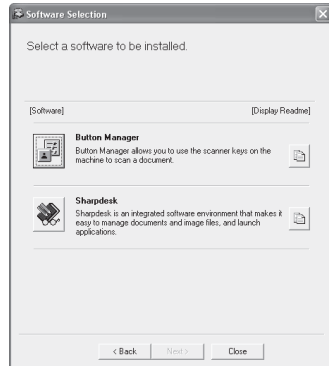 Software Selection
Select a software to be installed.
[Software] [Display Readme]
Button Manager
Button Manager allows you to use the scanner keys on the
machine to scan a document.
Sharpdesk
Sharpdesk is an integrated software environment that makes it
easy to manage documents and image files, and launch
applications.
< Back Next > Close